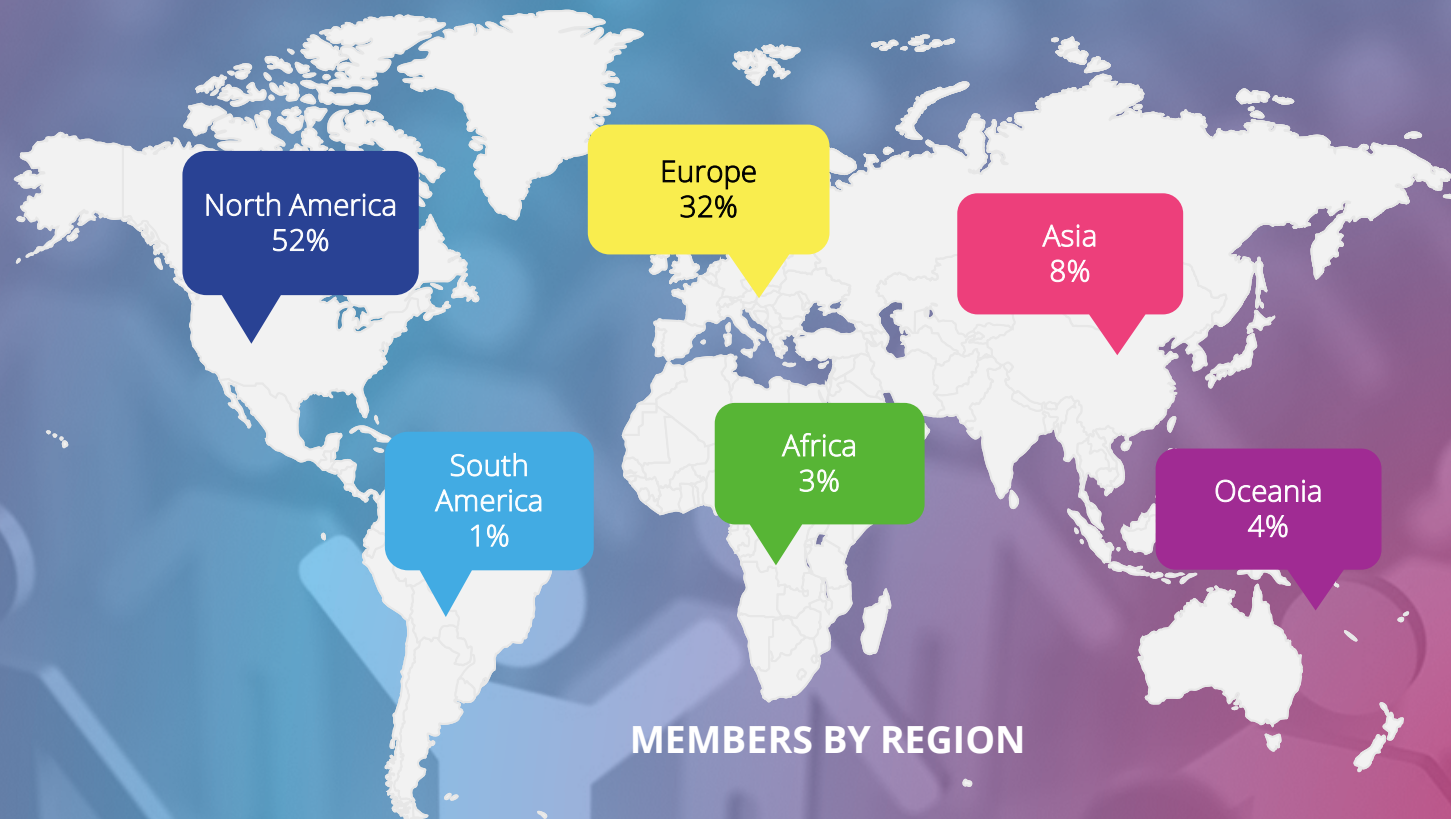 North America
52%
Europe
32%
Asia
8%
South
America
1%
Africa
3%
Oceania
4%
MEMBERS BY REGION